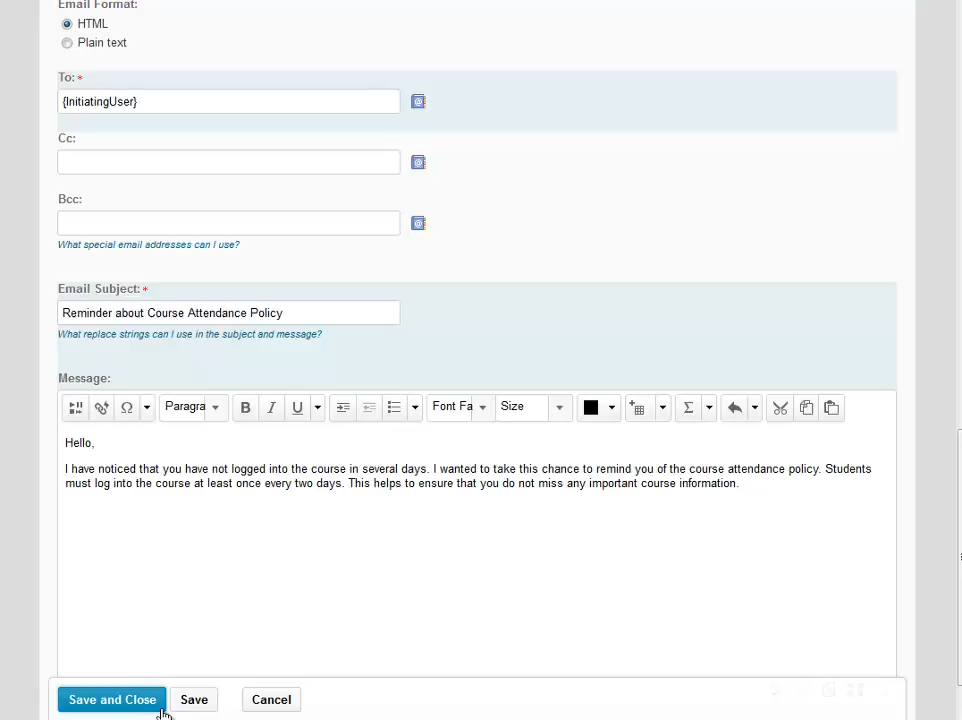 Email Format:
HTML
Plain text
To: *
{InitiatingUser}
Cc:
Bcc:
What special email addresses can I use?
Email Subject: *
Reminder about Course Attendance Policy
What replace strings can I use in the subject and message?
Message:
Paragra B I U Font Fa Size Σ
Hello,
I have noticed that you have not logged into the course in several days. I wanted to take this chance to remind you of the course attendance policy. Students
must log into the course at least once every two days. This helps to ensure that you do not miss any important course information.
Save and Close Save Cancel